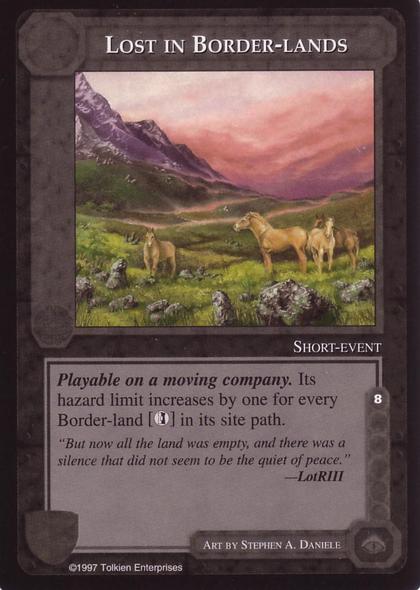 Lost in Border-lands
Short-event
Playable on a moving company. Its
hazard limit increases by one for every
Border-land [ ] in its site path.
8
“But now all the land was empty, and there was a
silence that did not seem to be the quiet of peace.”
—LotRIII
Art by Stephen A. Daniele
©1997 Tolkien Enterprises